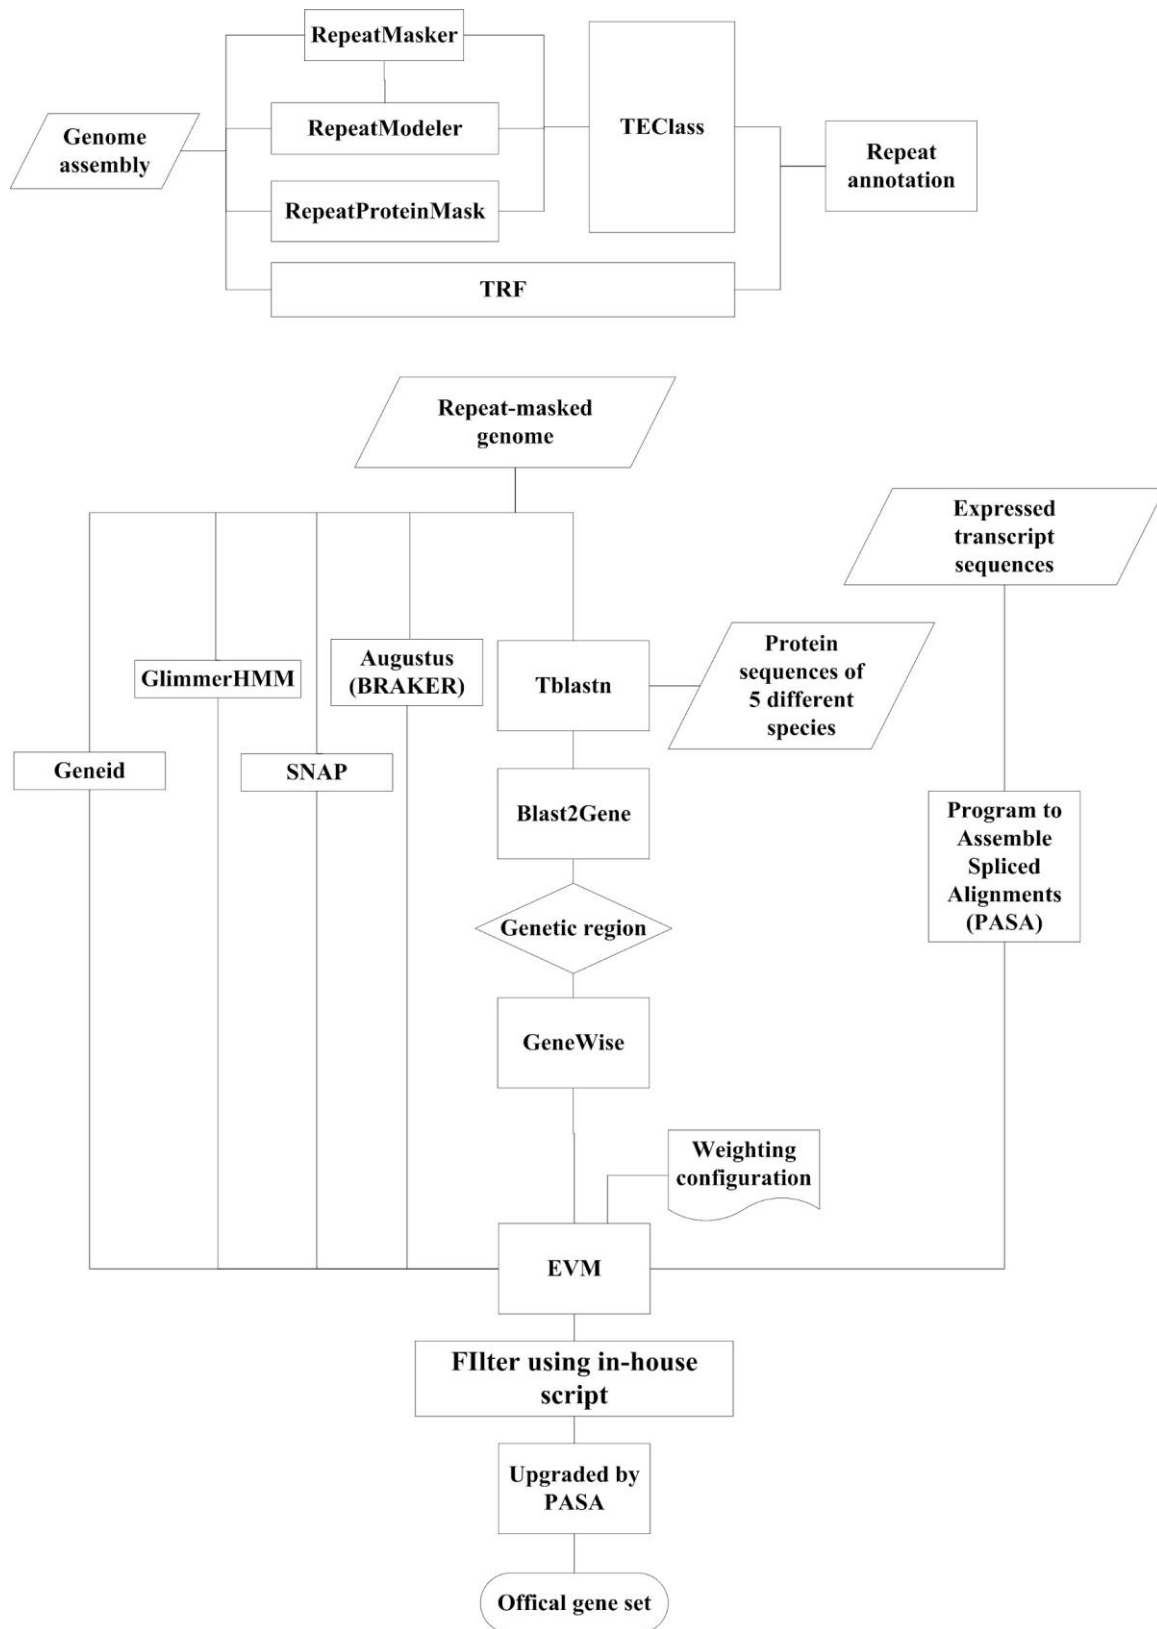 RepeatMasker
Genome
assembly
RepeatModeler
TEClass
Repeat
annotation
RepeatProteinMask
TRF
Repeat-masked
genome
Expressed
transcript
sequences
GlimmerHMM
Augustus
(BRAKER)
Tblastn
Protein
sequences of
5 different
species
Geneid
SNAP
Blast2Gene
Program to
Assemble
Spliced
Alignments
(PASA)
Genetic region
GeneWise
Weighting
configuration
EVM
FIlter using in-house
script
Upgraded by
PASA
Offical gene set